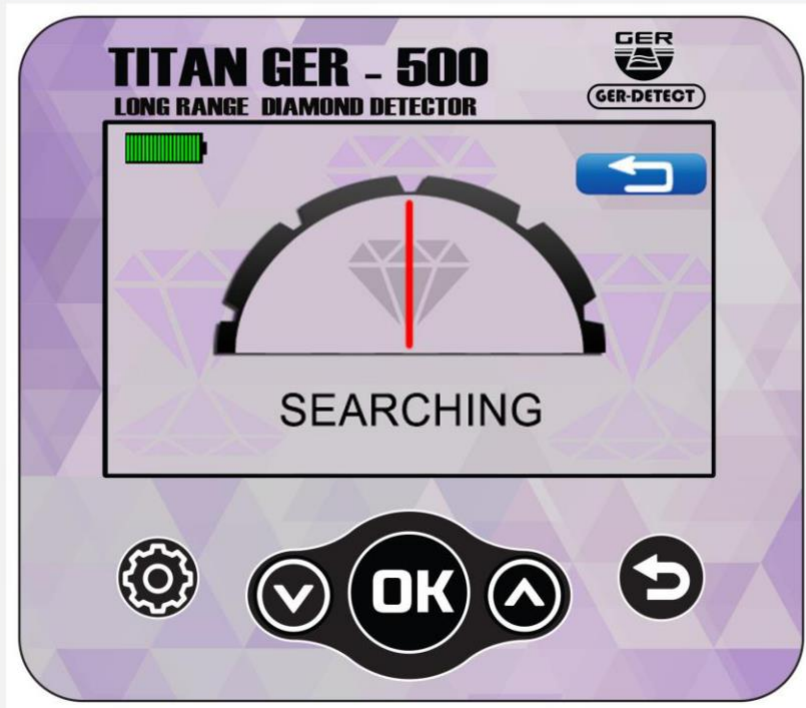 TITAN GER - 500
LONG RANGE DIAMOND DETECTOR
GER
GER-DETECT
SEARCHING
OK